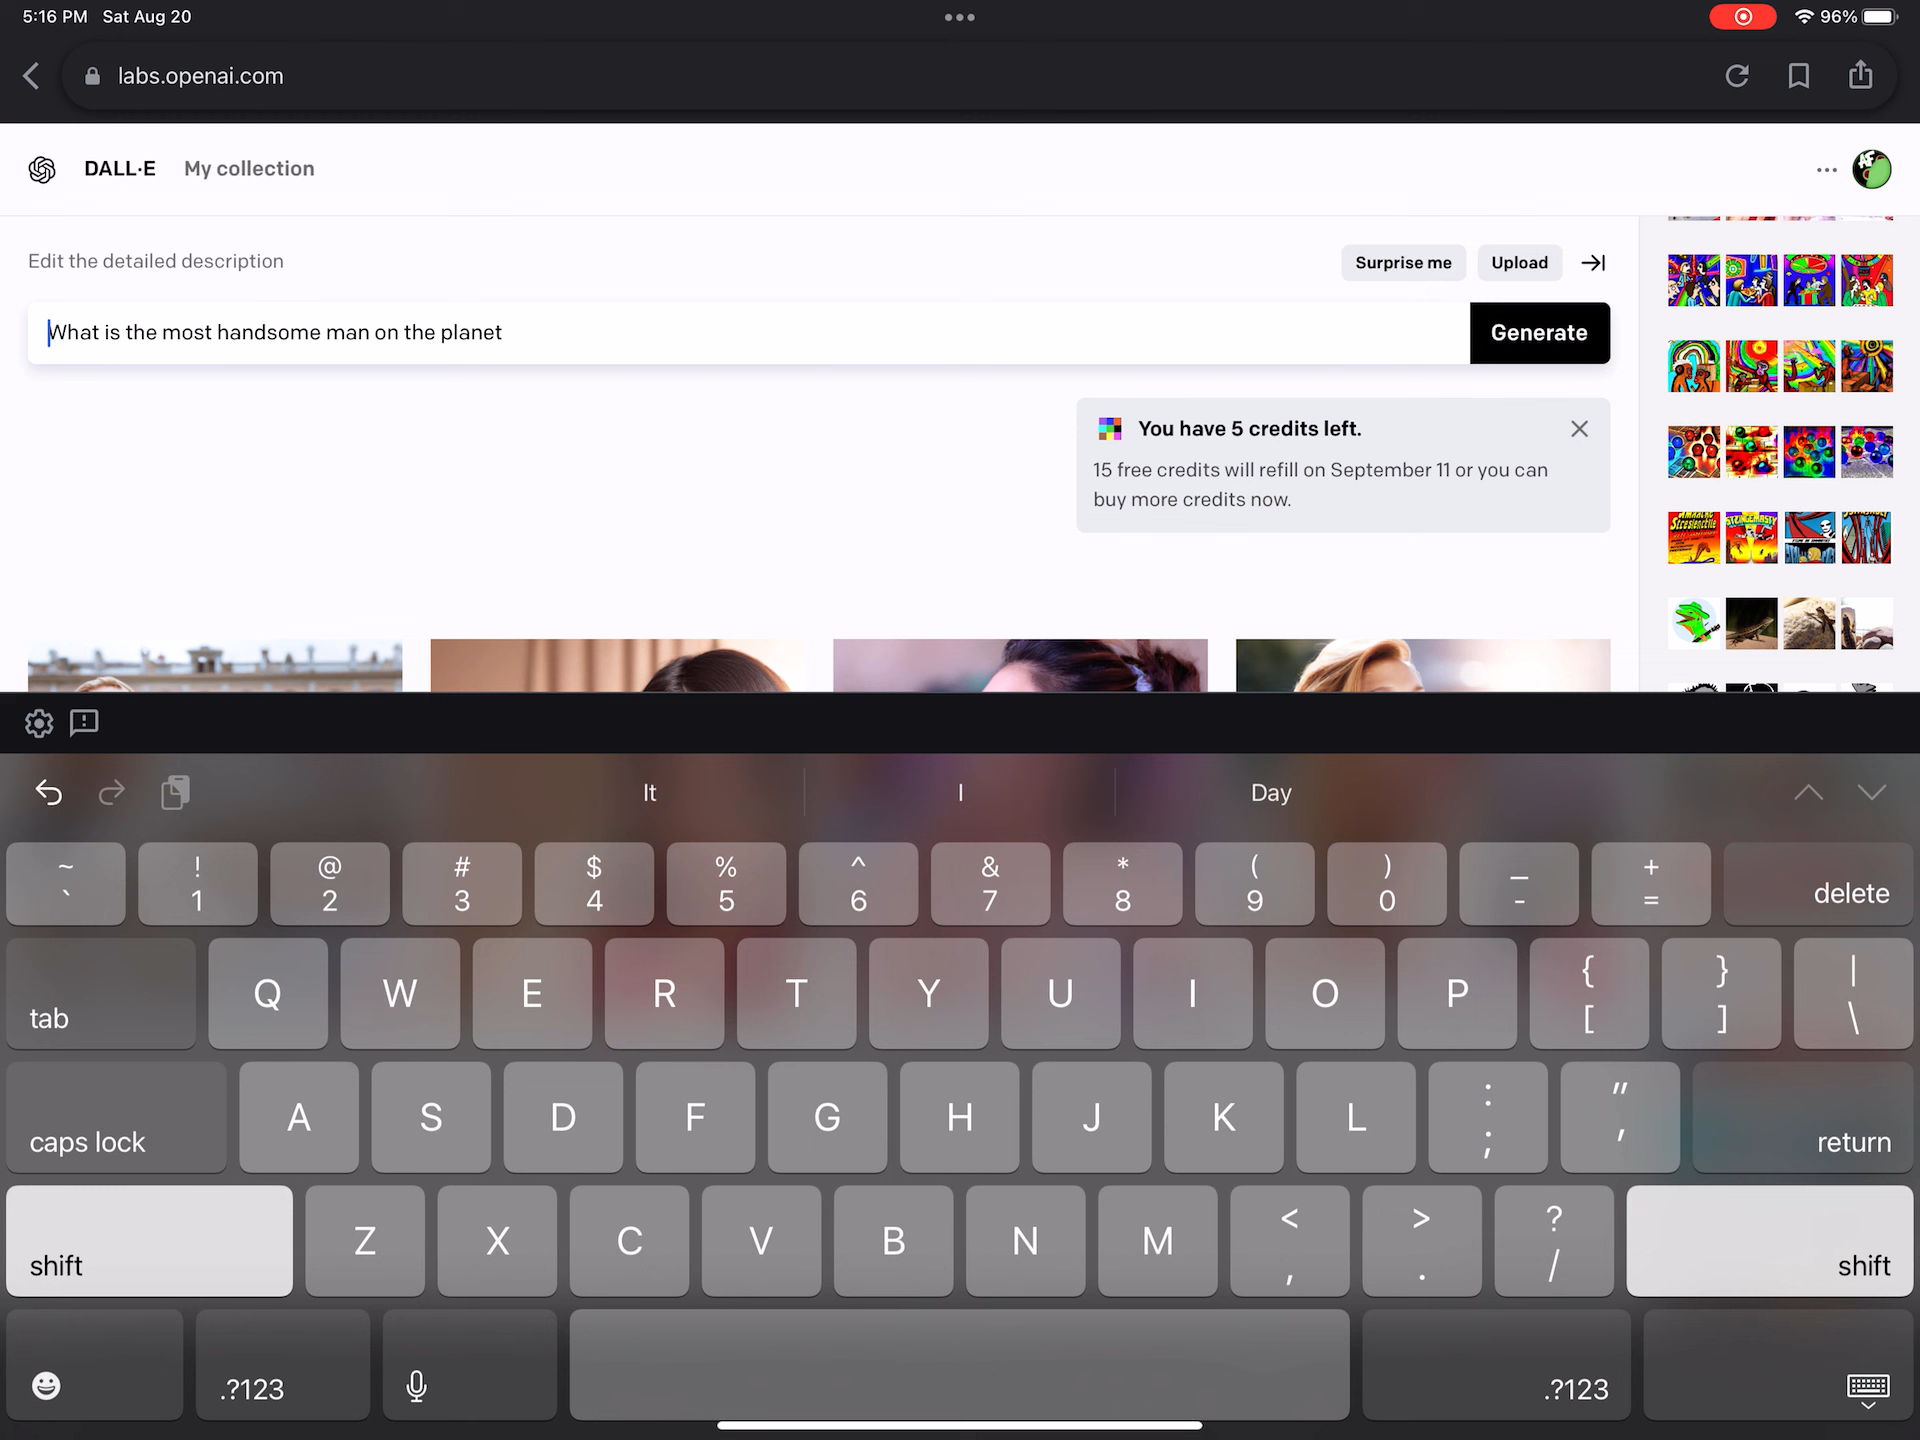 5:16 PM Sat Aug 20
96%
labs.openai.com
DALL·E My collection
AF
Edit the detailed description
Surprise me
Upload
What is the most handsome man on the planet
Generate
You have 5 credits left.
15 free credits will refill on September 11 or you can
buy more credits now.
It
I
Day
~ ! @ # $ % ^ & * ( ) _ +
` 1 2 3 4 5 6 7 8 9 0 - =
delete
tab
Q W E R T Y U I O P { } |
[ ] \
caps lock
A S D F G H J K L : "
; '
return
shift
Z X C V B N M < > ?
, . /
shift
.?123
.?123